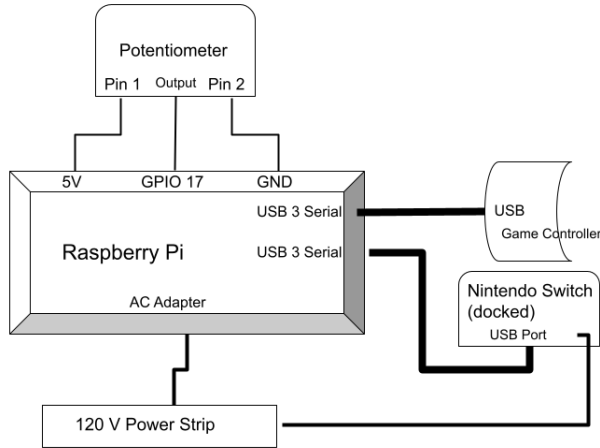 Potentiometer
Pin 1 Output Pin 2
5V GPIO 17 GND
USB 3 Serial
USB
Game Controller
Raspberry Pi
USB 3 Serial
AC Adapter
Nintendo Switch
(docked)
USB Port
120 V Power Strip